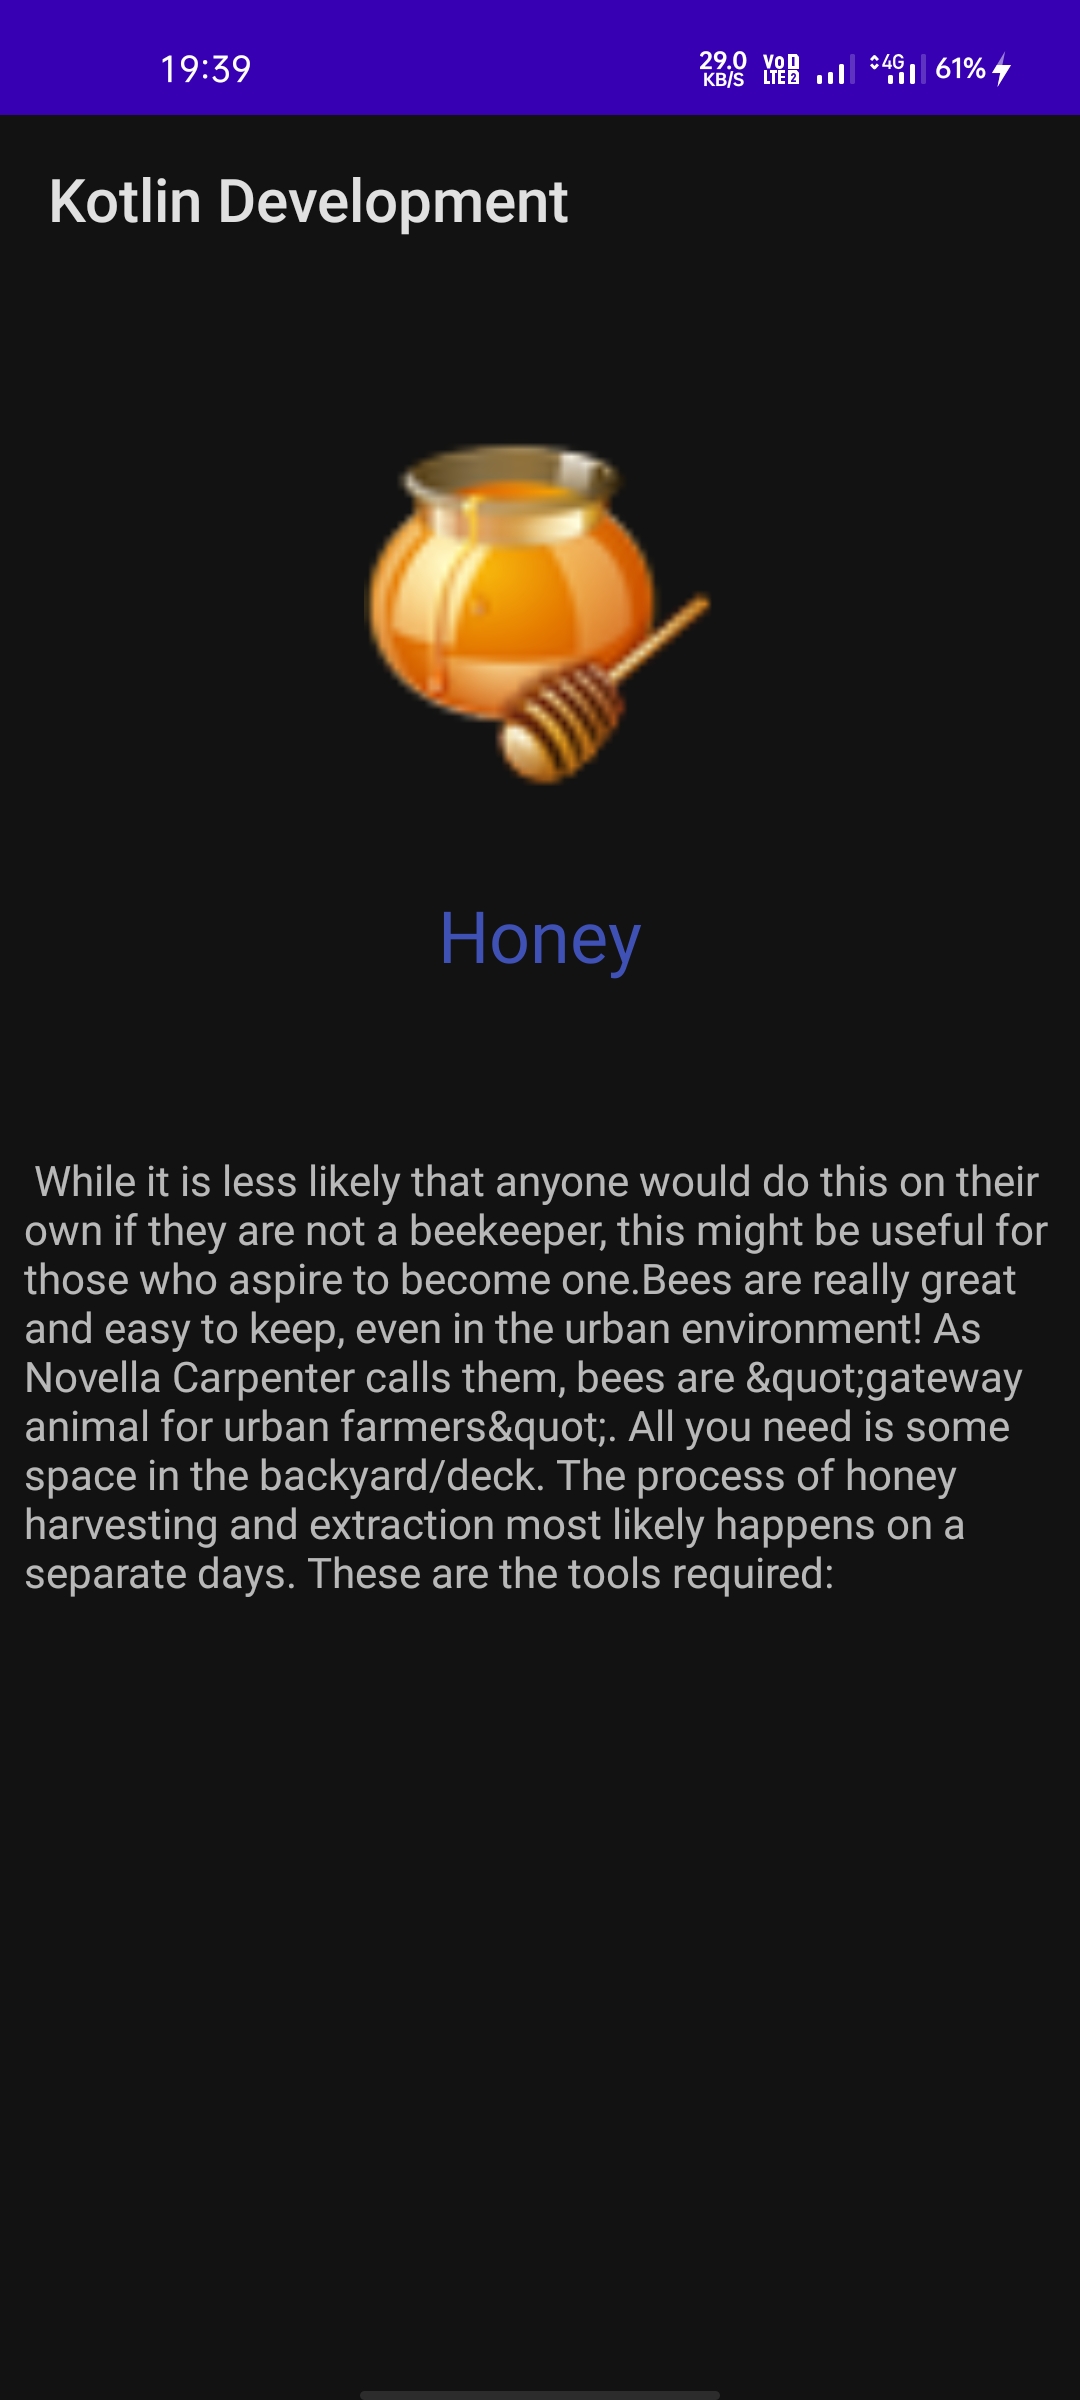 19:39
29.0 KB/S Vo 1 LTE 2 4G 61%
Kotlin Development
Honey
While it is less likely that anyone would do this on their
own if they are not a beekeeper, this might be useful for
those who aspire to become one.Bees are really great
and easy to keep, even in the urban environment! As
Novella Carpenter calls them, bees are &quot;gateway
animal for urban farmers&quot;. All you need is some
space in the backyard/deck. The process of honey
harvesting and extraction most likely happens on a
separate days. These are the tools required: